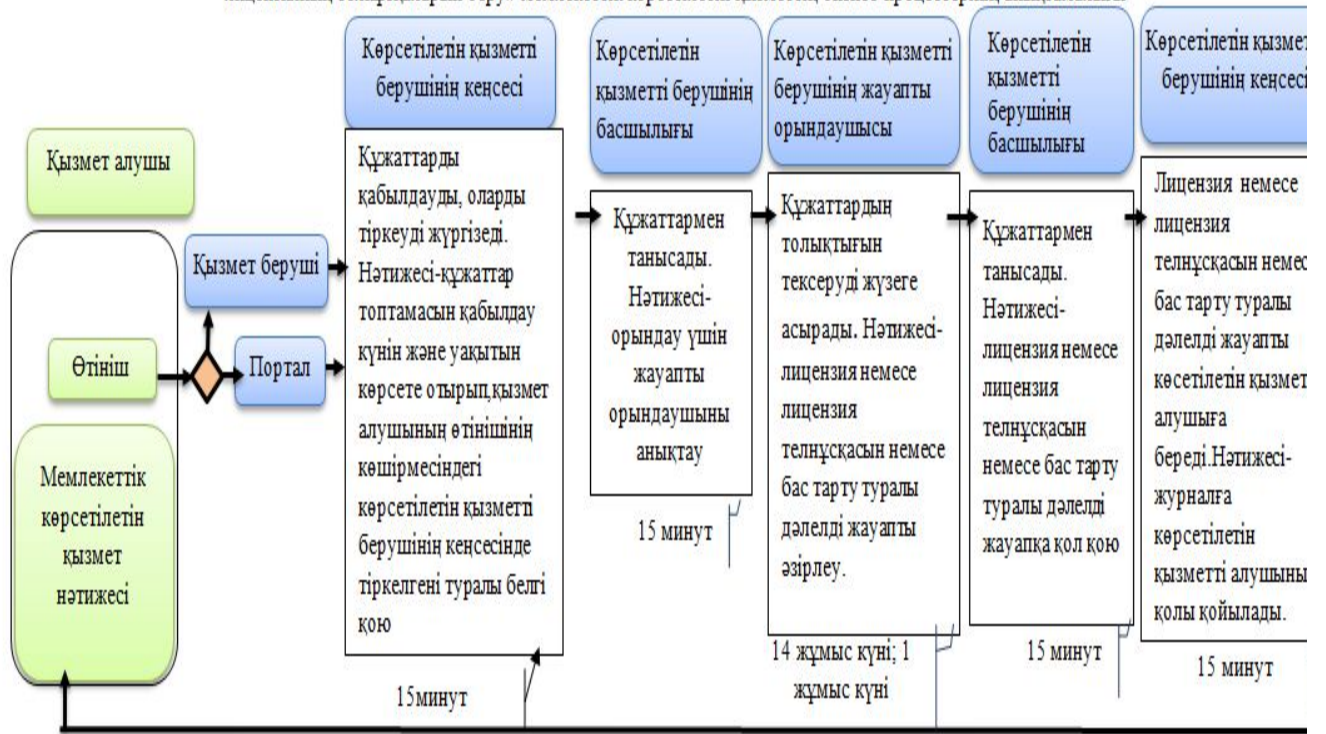 Көрсетілетін қызметті
берушінің кеңсесі
Көрсетілетін
қызметті берушінің
басшылығы
Көрсетілетін қызметті
берушінің жауапты
орындаушысы
Көрсетілетін
қызметті
берушінің
басшылығы
Көрсетілетін қызмет
берушінің кеңсесі
Қызмет алушы
Өтініш
Мемлекеттік
көрсетілетін
қызмет
нәтижесі
Қызмет беруші
Портал
Құжаттарды
қабылдауды, оларды
тіркеуді жүргізеді.
Нәтижесі-құжаттар
топтамасын қабылдау
күнін және уақытын
көрсете отырып,қызмет
алушының өтінішінің
көшірмесіндегі
көрсетілетін қызметті
берушінің кеңсесінде
тіркелгені туралы белгі
қою
15минут
Құжаттармен
танысады.
Нәтижесі-
орындау үшін
жауапты
орындаушыны
анықтау
15 минут
Құжаттардың
толықтығын
тексеруді жүзеге
асырады. Нәтижесі-
лицензия немесе
лицензия
телнұсқасын немесе
бас тарту туралы
дәлелді жауапты
әзірлеу.
14 жұмыс күні; 1
жұмыс күні
Құжаттармен
танысады.
Нәтижесі-
лицензия немесе
лицензия
телнұсқасын
немесе бас тарту
туралы дәлелді
жауапқа қол қою
15 минут
Лицензия немесе
лицензия
телнұсқасын немес
бас тарту туралы
дәлелді жауапты
көсетілетін қызмет
алушыға
береді.Нәтижесі-
журналға
көрсетілетін
қызметті алушыны
қолы қойылады.
15 минут